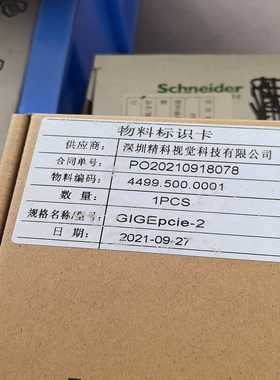 Schneider
物料标识卡
供应商: 深圳精科视觉科技有限公司
合同单号: PO20210918078
物料编码: 4499.500.0001
数量: 1PCS
规格名称/型号: GIGEpcie-2
2021-09-27